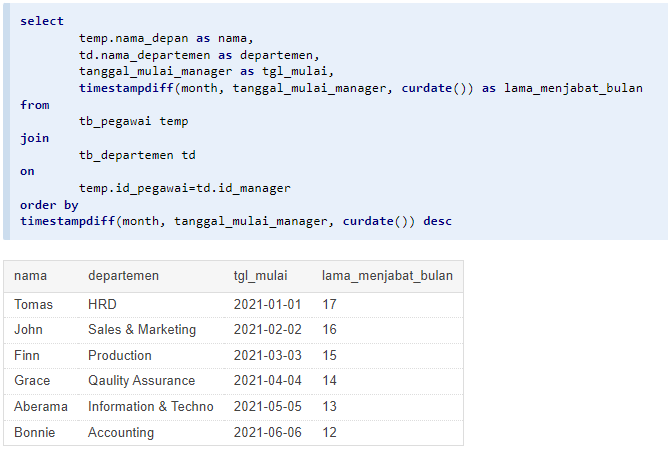 select
temp.nama_depan as nama,
td.nama_departemen as departemen,
tanggal_mulai_manager as tgl_mulai,
timestampdiff(month, tanggal_mulai_manager, curdate()) as lama_menjabat_bulan
from
tb_pegawai temp
join
tb_departemen td
on
temp.id_pegawai=td.id_manager
order by
timestampdiff(month, tanggal_mulai_manager, curdate()) desc
nama departemen tgl_mulai lama_menjabat_bulan
Tomas HRD 2021-01-01 17
John Sales & Marketing 2021-02-02 16
Finn Production 2021-03-03 15
Grace Qaulity Assurance 2021-04-04 14
Aberama Information & Techno 2021-05-05 13
Bonnie Accounting 2021-06-06 12